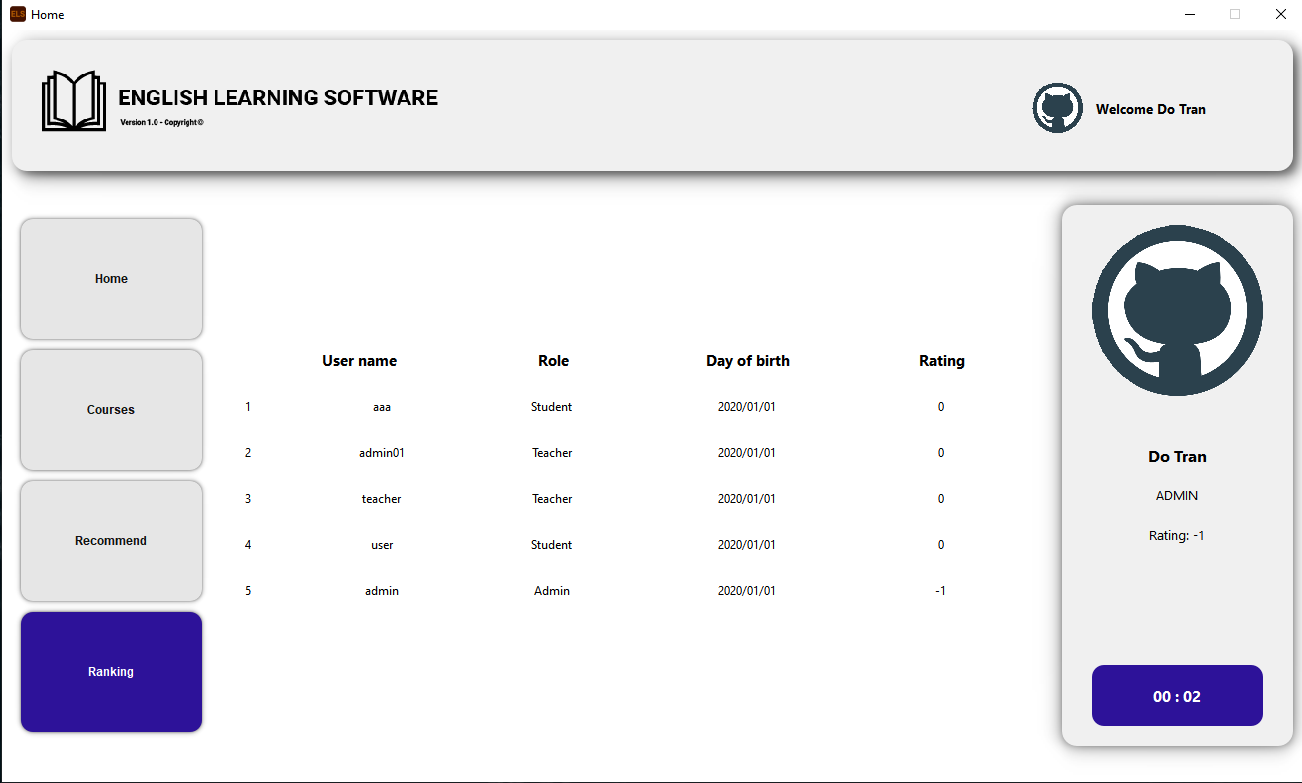 ELS Home
ENGLISH LEARNING SOFTWARE
Version 1.0 - Copyright ©
Welcome Do Tran
Home
Courses
Recommend
Ranking
User name Role Day of birth Rating
1 aaa Student 2020/01/01 0
2 admin01 Teacher 2020/01/01 0
3 teacher Teacher 2020/01/01 0
4 user Student 2020/01/01 0
5 admin Admin 2020/01/01 -1
Do Tran
ADMIN
Rating: -1
00 : 02